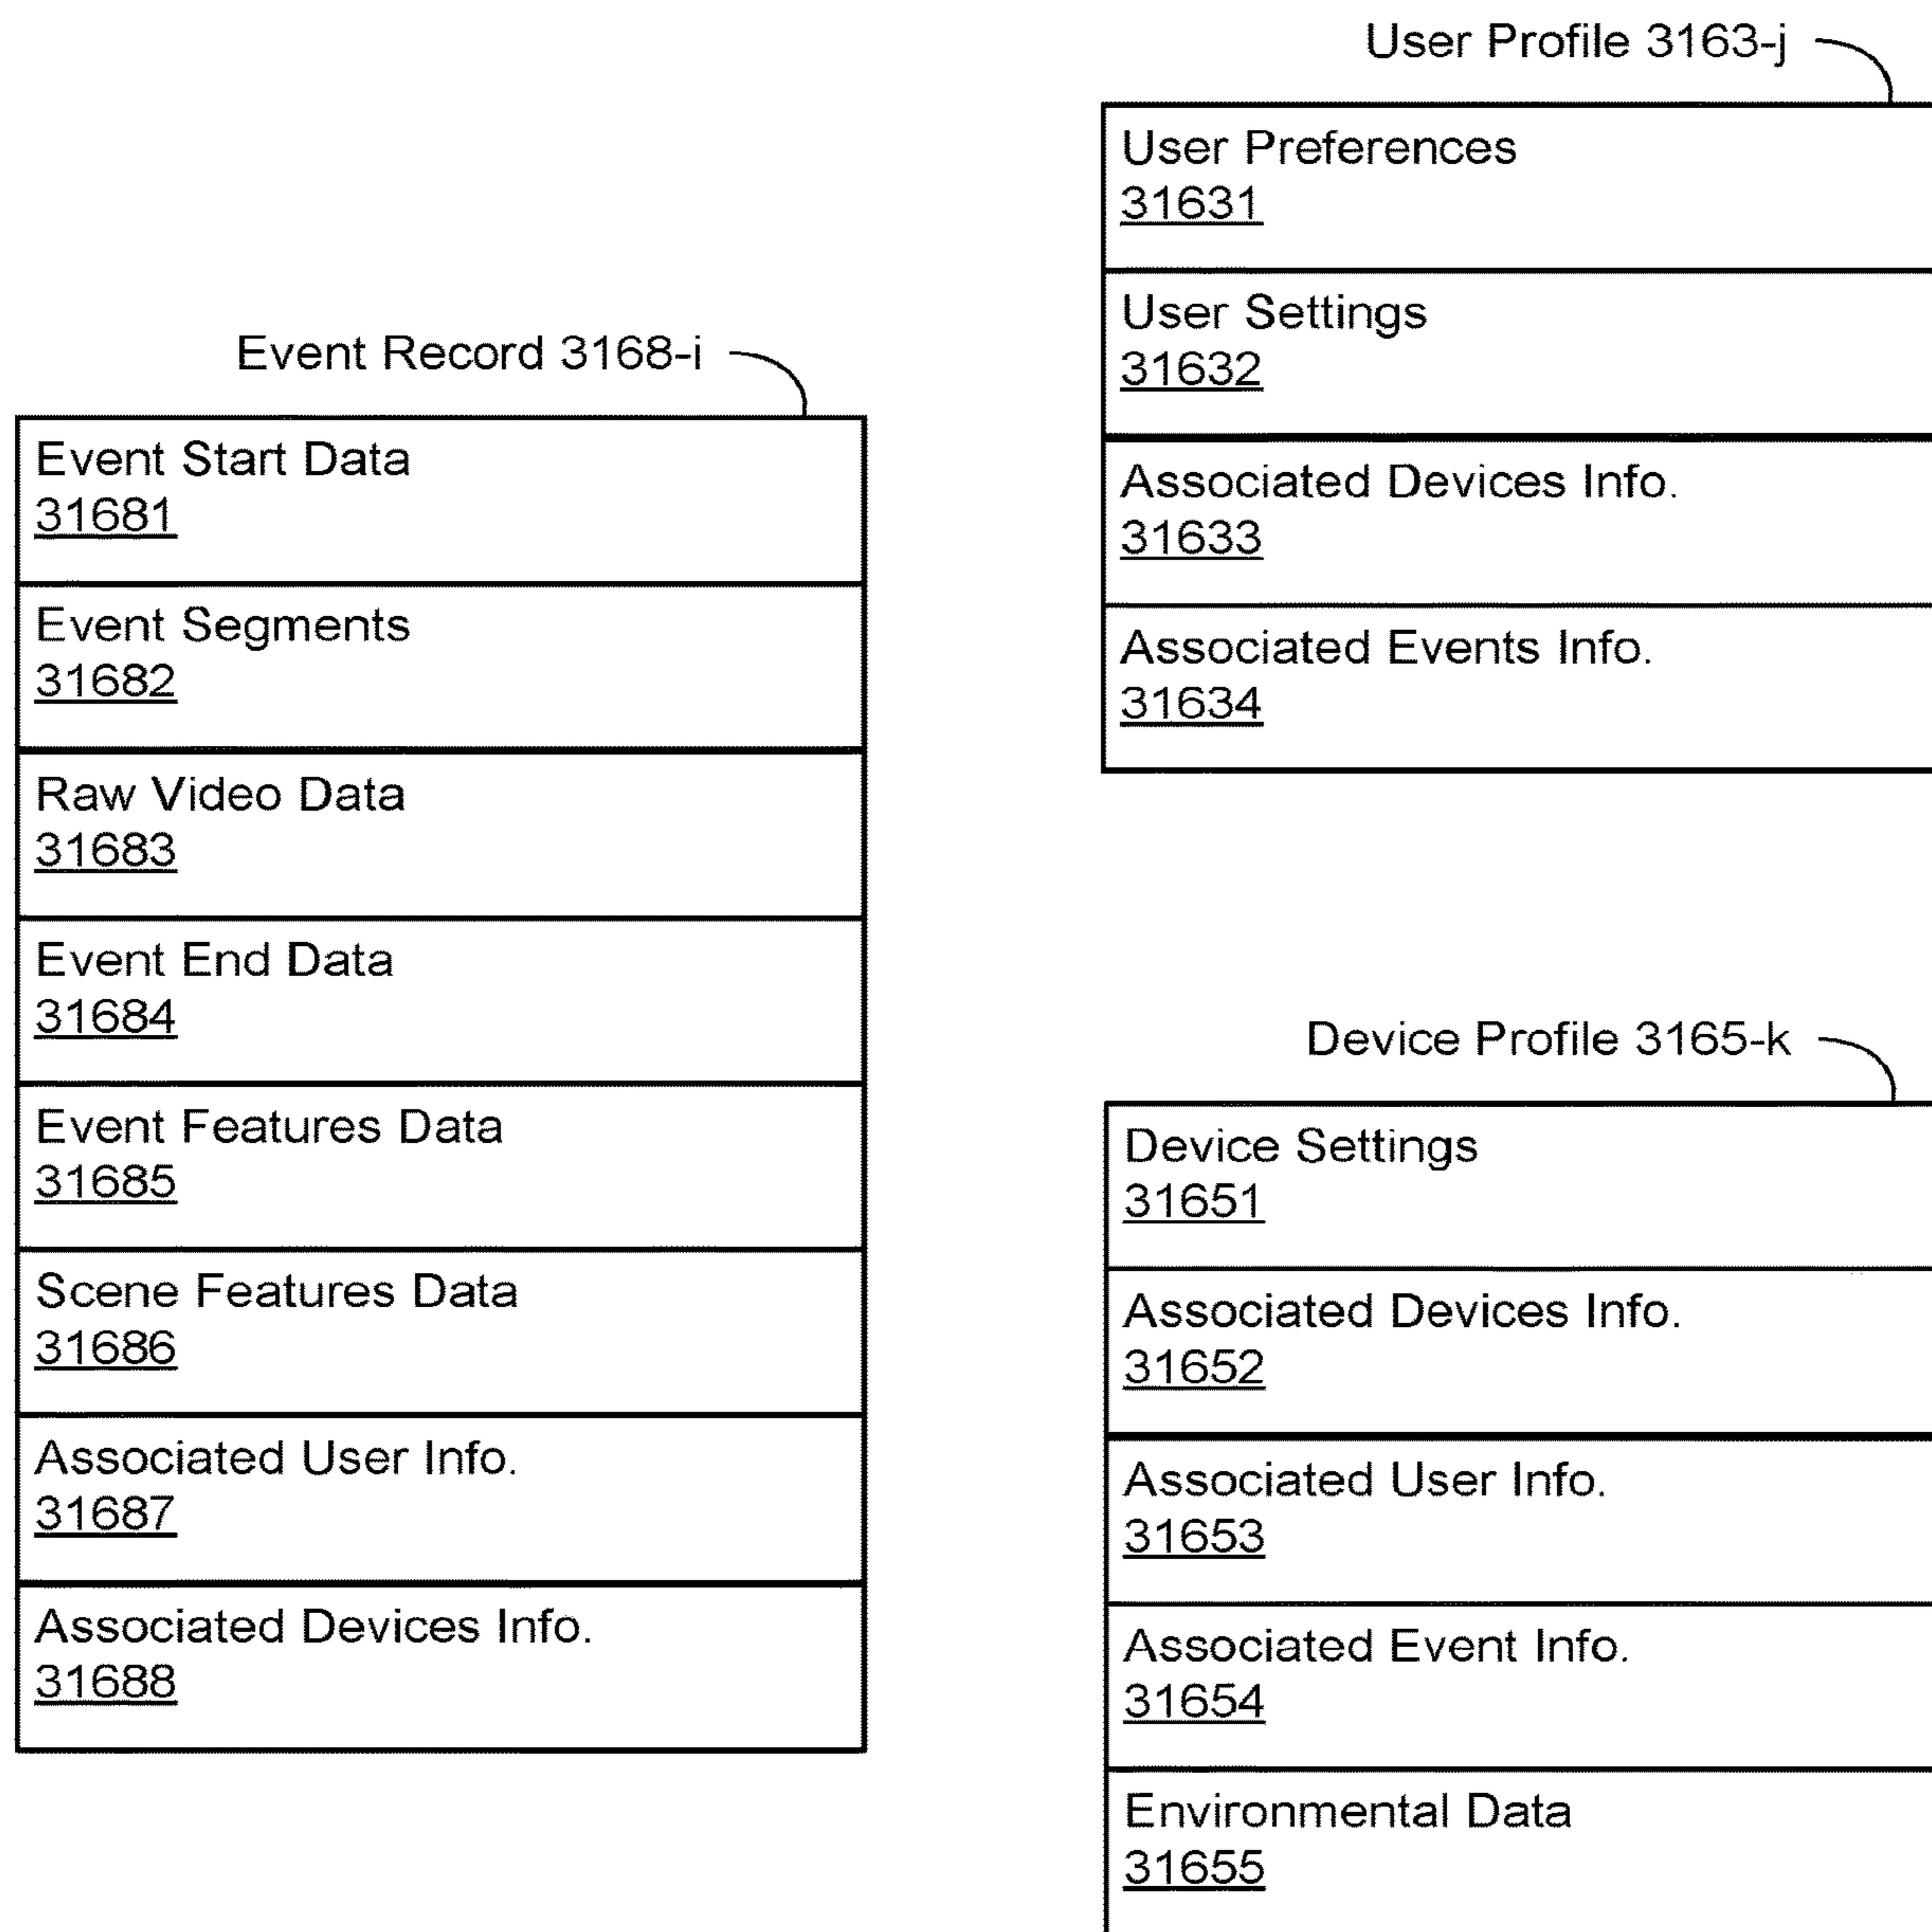 User Profile 3163-j
User Preferences
31631
User Settings
31632
Associated Devices Info.
31633
Associated Events Info.
31634
Event Record 3168-i
Event Start Data
31681
Event Segments
31682
Raw Video Data
31683
Event End Data
31684
Event Features Data
31685
Scene Features Data
31686
Associated User Info.
31687
Associated Devices Info.
31688
Device Profile 3165-k
Device Settings
31651
Associated Devices Info.
31652
Associated User Info.
31653
Associated Event Info.
31654
Environmental Data
31655